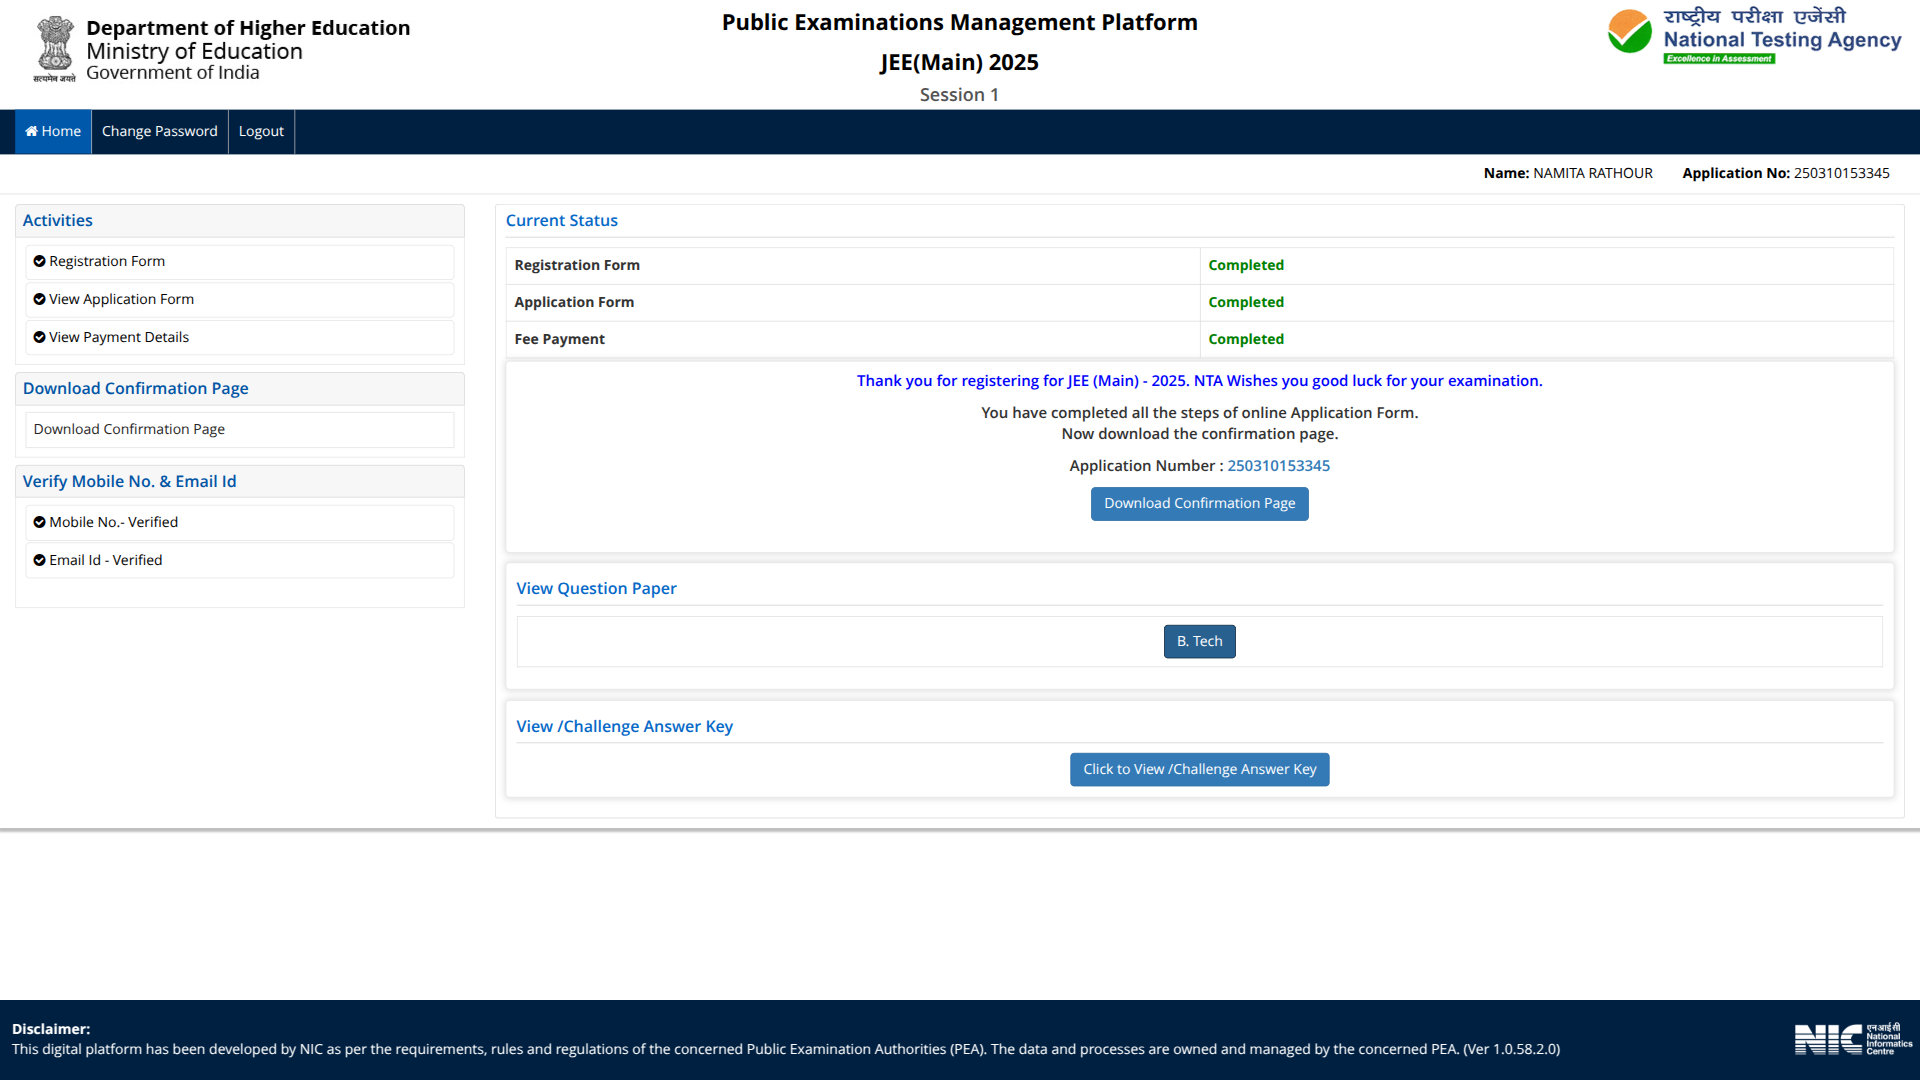 सत्यमेव जयते
Department of Higher Education
Ministry of Education
Government of India
Public Examinations Management Platform
JEE(Main) 2025
Session 1
राष्ट्रीय परीक्षा एजेंसी
National Testing Agency
Excellence in Assessment
Home
Change Password
Logout
Name: NAMITA RATHOUR
Application No: 250310153345
Activities
Registration Form
View Application Form
View Payment Details
Download Confirmation Page
Download Confirmation Page
Verify Mobile No. & Email Id
Mobile No.- Verified
Email Id - Verified
Current Status
Registration Form Completed
Application Form Completed
Fee Payment Completed
Thank you for registering for JEE (Main) - 2025. NTA Wishes you good luck for your examination.
You have completed all the steps of online Application Form.
Now download the confirmation page.
Application Number : 250310153345
Download Confirmation Page
View Question Paper
B. Tech
View /Challenge Answer Key
Click to View /Challenge Answer Key
Disclaimer:
This digital platform has been developed by NIC as per the requirements, rules and regulations of the concerned Public Examination Authorities (PEA). The data and processes are owned and managed by the concerned PEA. (Ver 1.0.58.2.0)
NIC
एनआईसी
National
Informatics
Centre